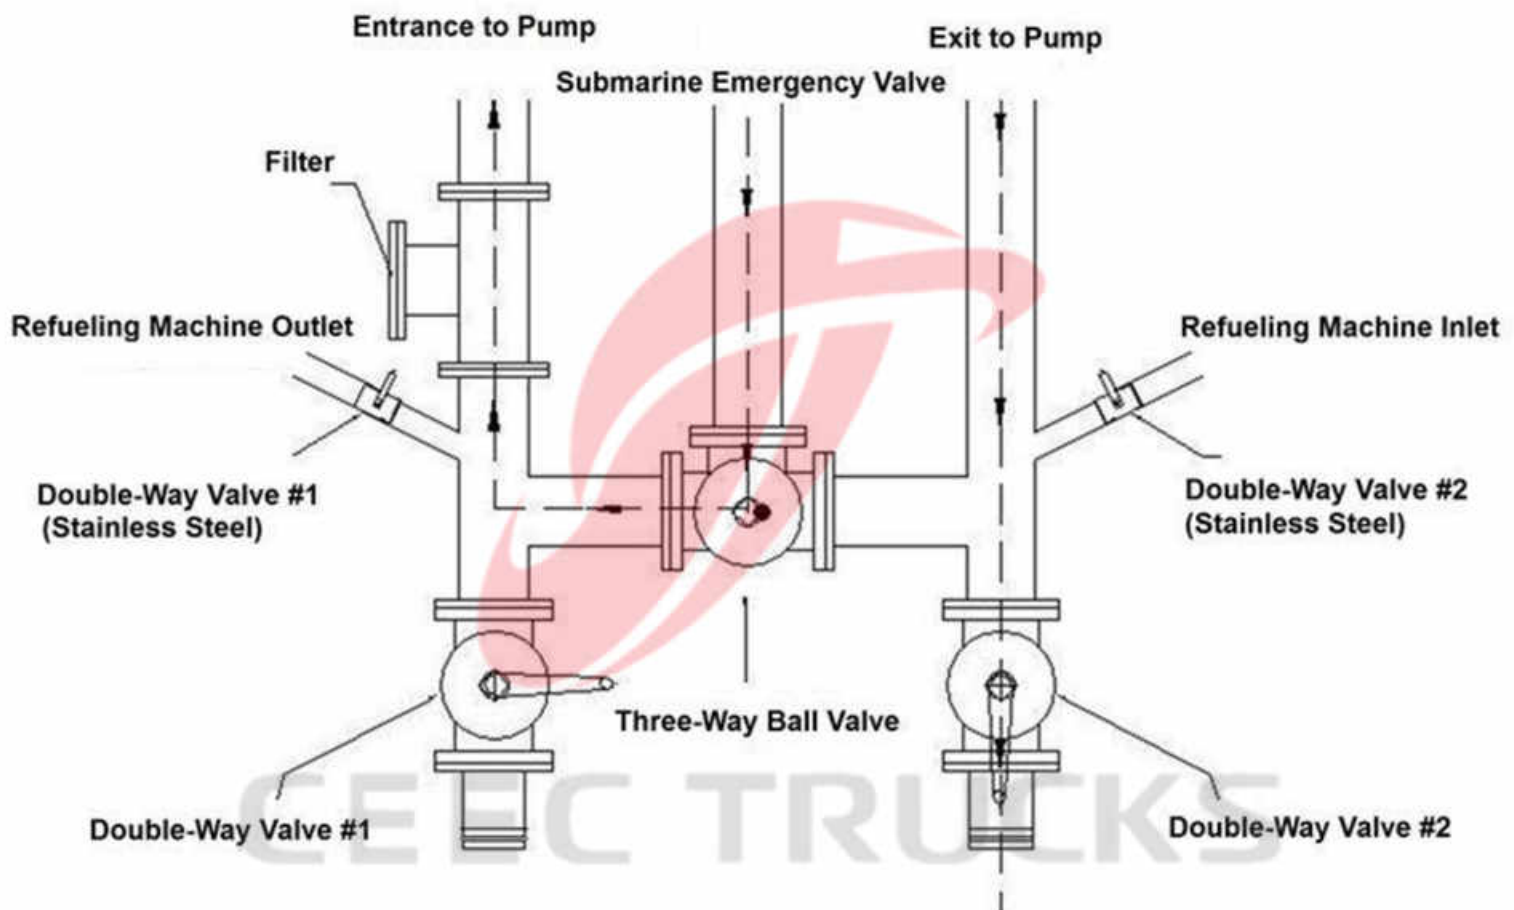 Entrance to Pump
Exit to Pump
Submarine Emergency Valve
Filter
Refueling Machine Outlet
Refueling Machine Inlet
Double-Way Valve #1
(Stainless Steel)
Double-Way Valve #2
(Stainless Steel)
Three-Way Ball Valve
Double-Way Valve #1
Double-Way Valve #2
CEEC TRUCKS